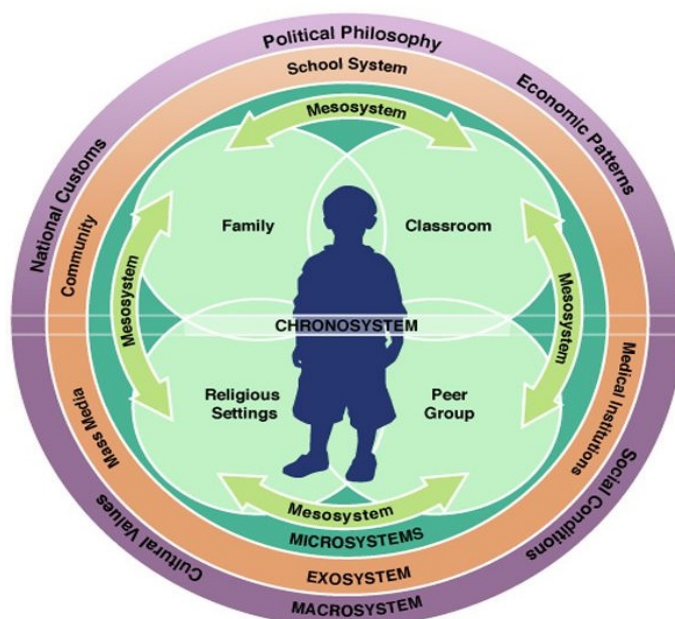 Political Philosophy
School System
Economic Patterns
Mesosystem
National Customs
Community
Family
Classroom
Mesosystem
Mesosystem
CHRONOSYSTEM
Religious
Settings
Peer
Group
Medical Institutions
Mass Media
Social Conditions
Cultural Values
Mesosystem
MICROSYSTEMS
EXOSYSTEM
MACROSYSTEM